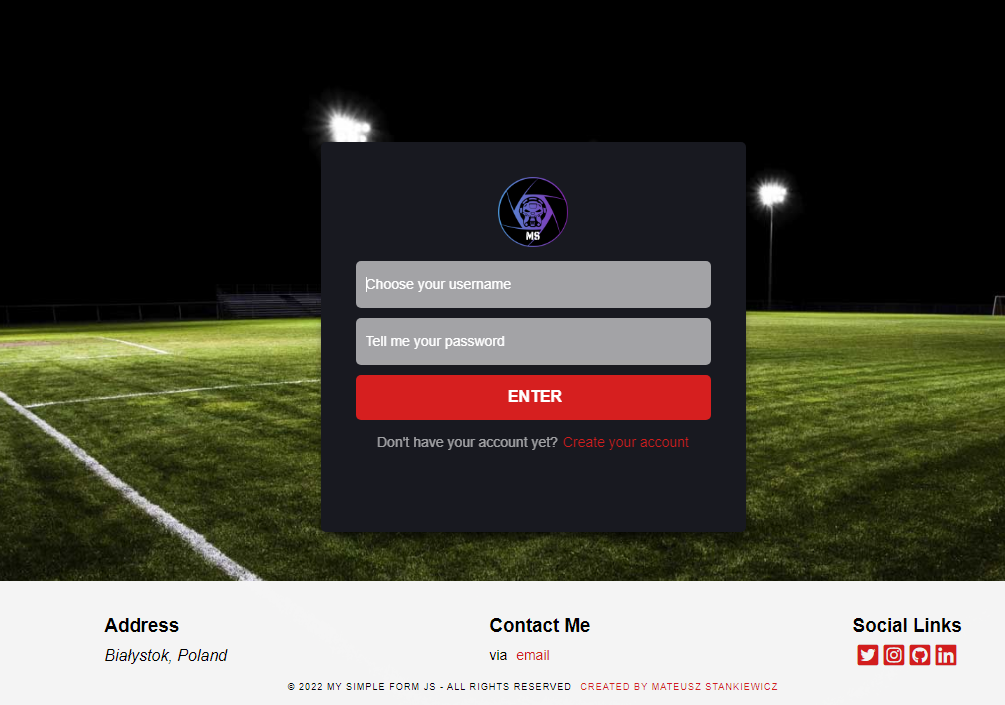 MS
Choose your username
Tell me your password
ENTER
Don't have your account yet? Create your account
Address
Białystok, Poland
Contact Me
via email
Social Links
© 2022 MY SIMPLE FORM JS - ALL RIGHTS RESERVED CREATED BY MATEUSZ STANKIEWICZ